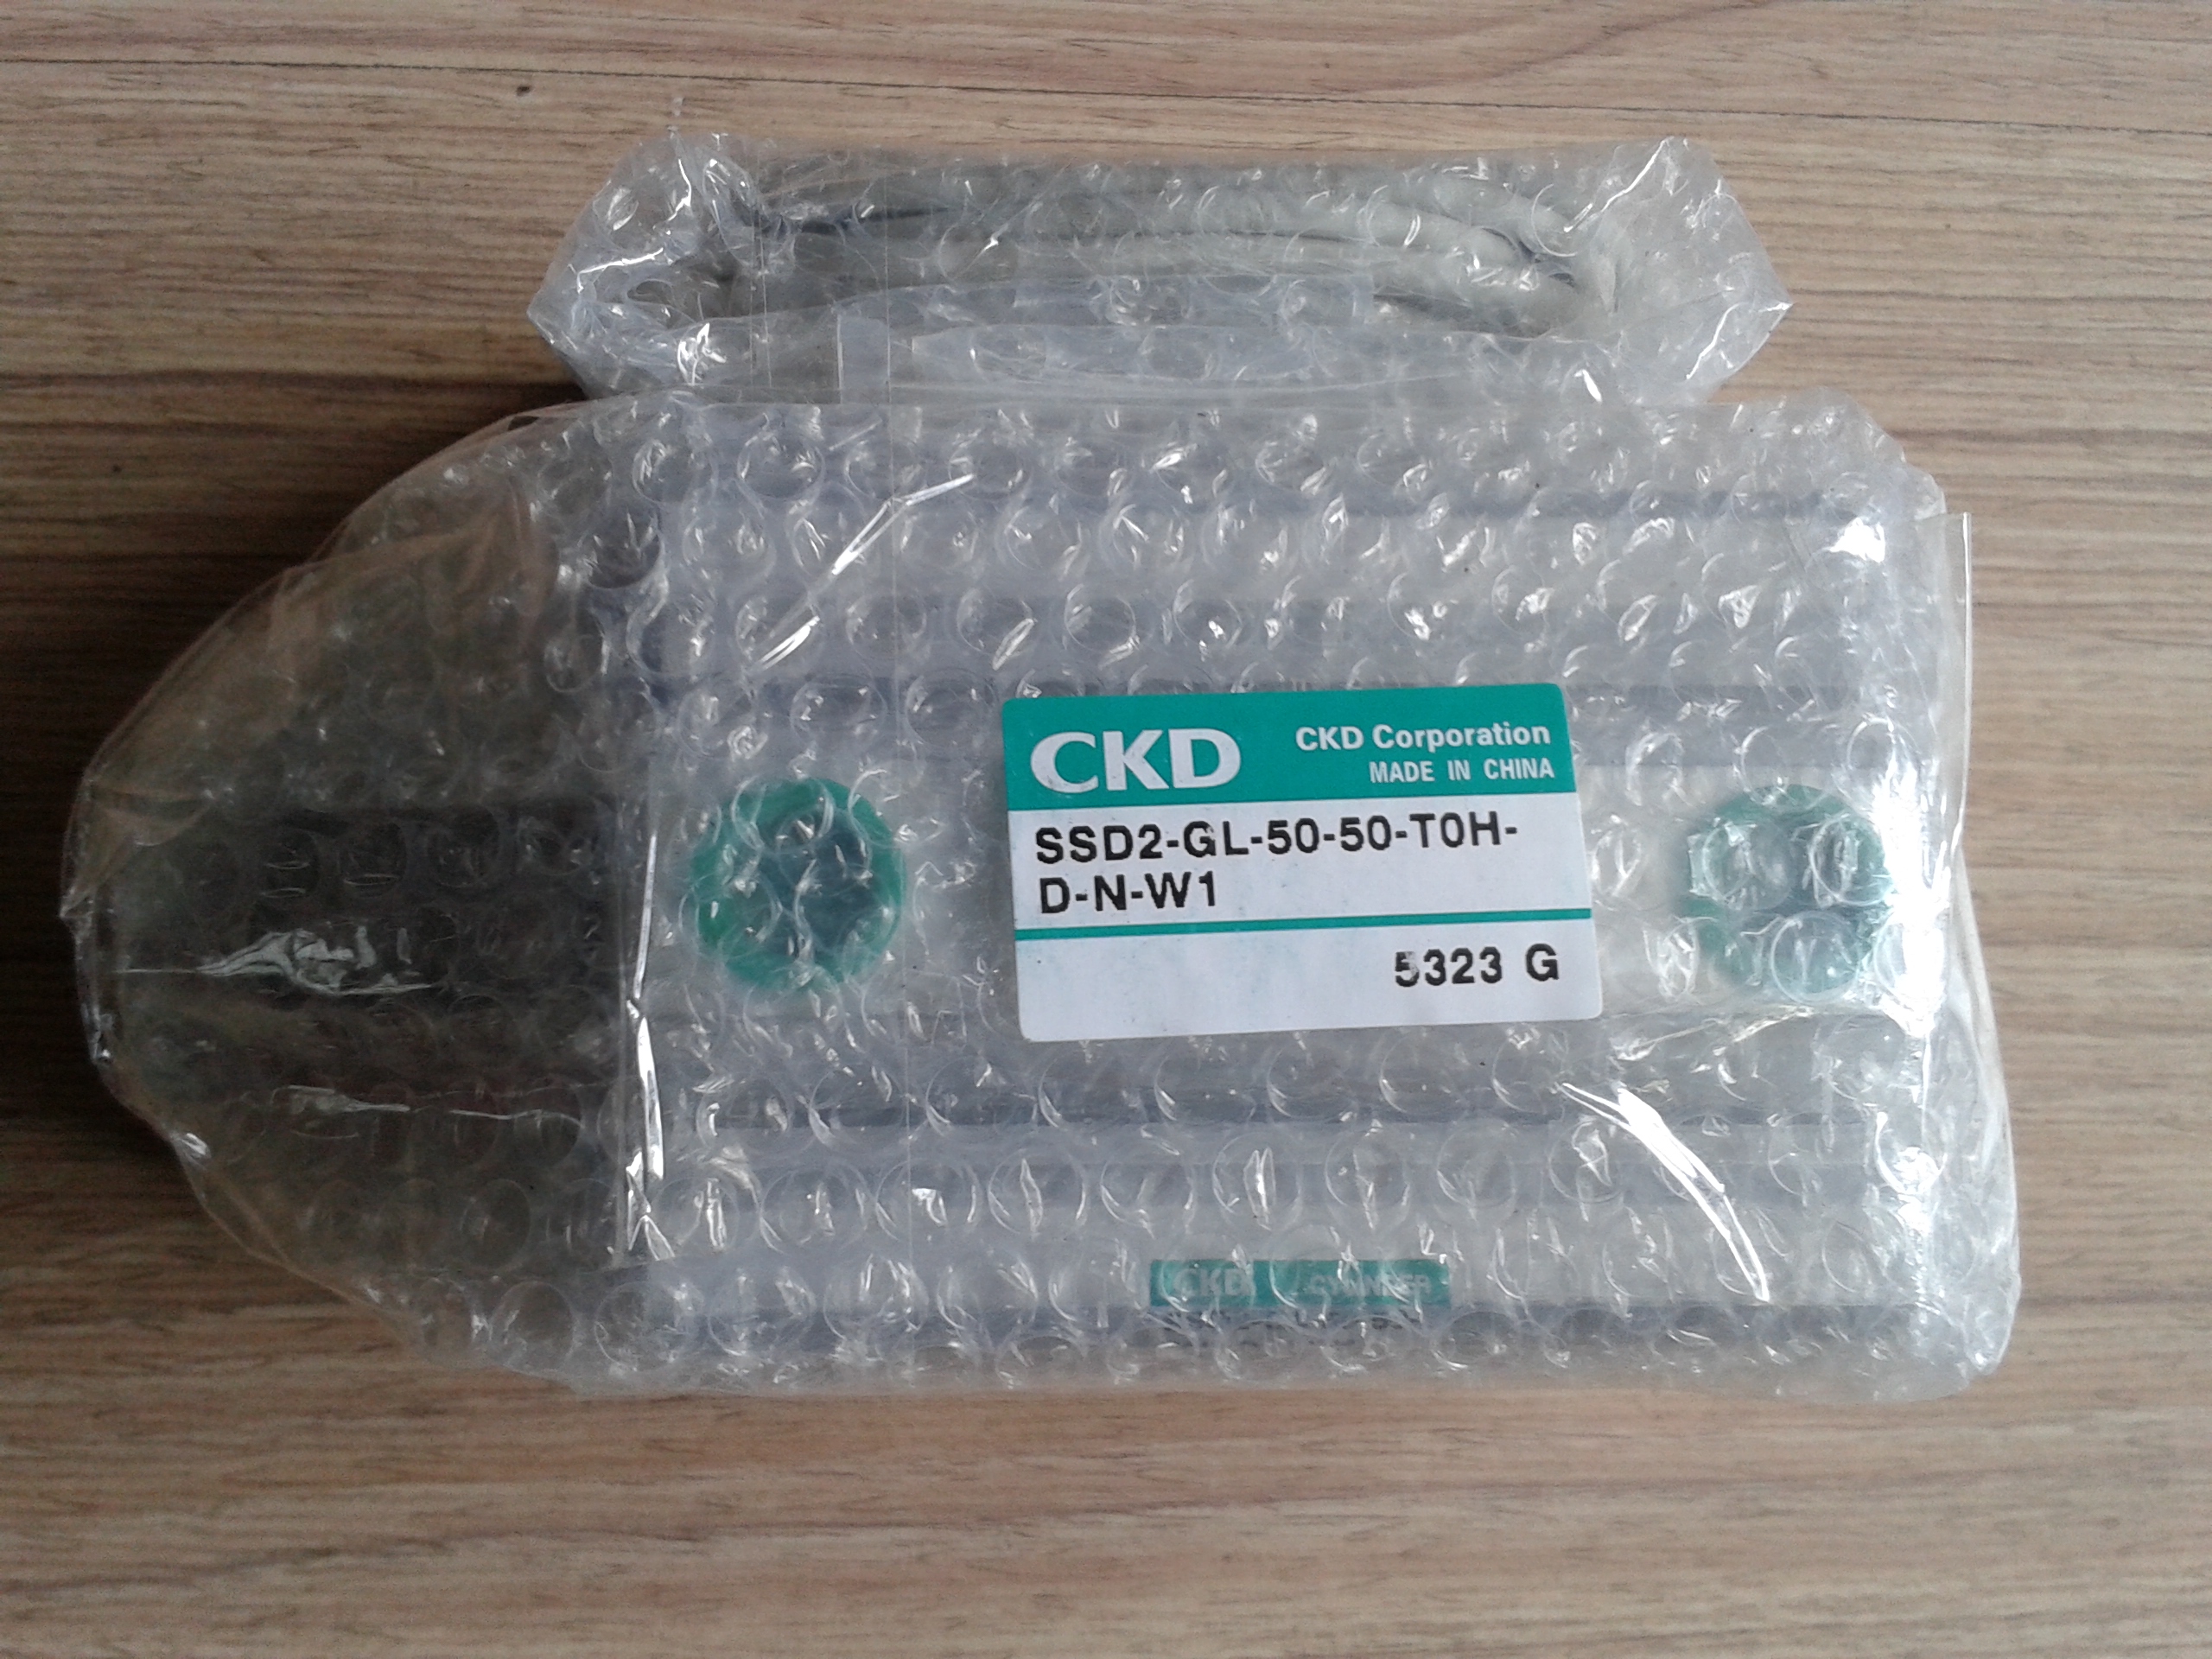 CKD CKD Corporation
MADE IN CHINA
SSD2-GL-50-50-T0H-
D-N-W1
5323 G
CKD